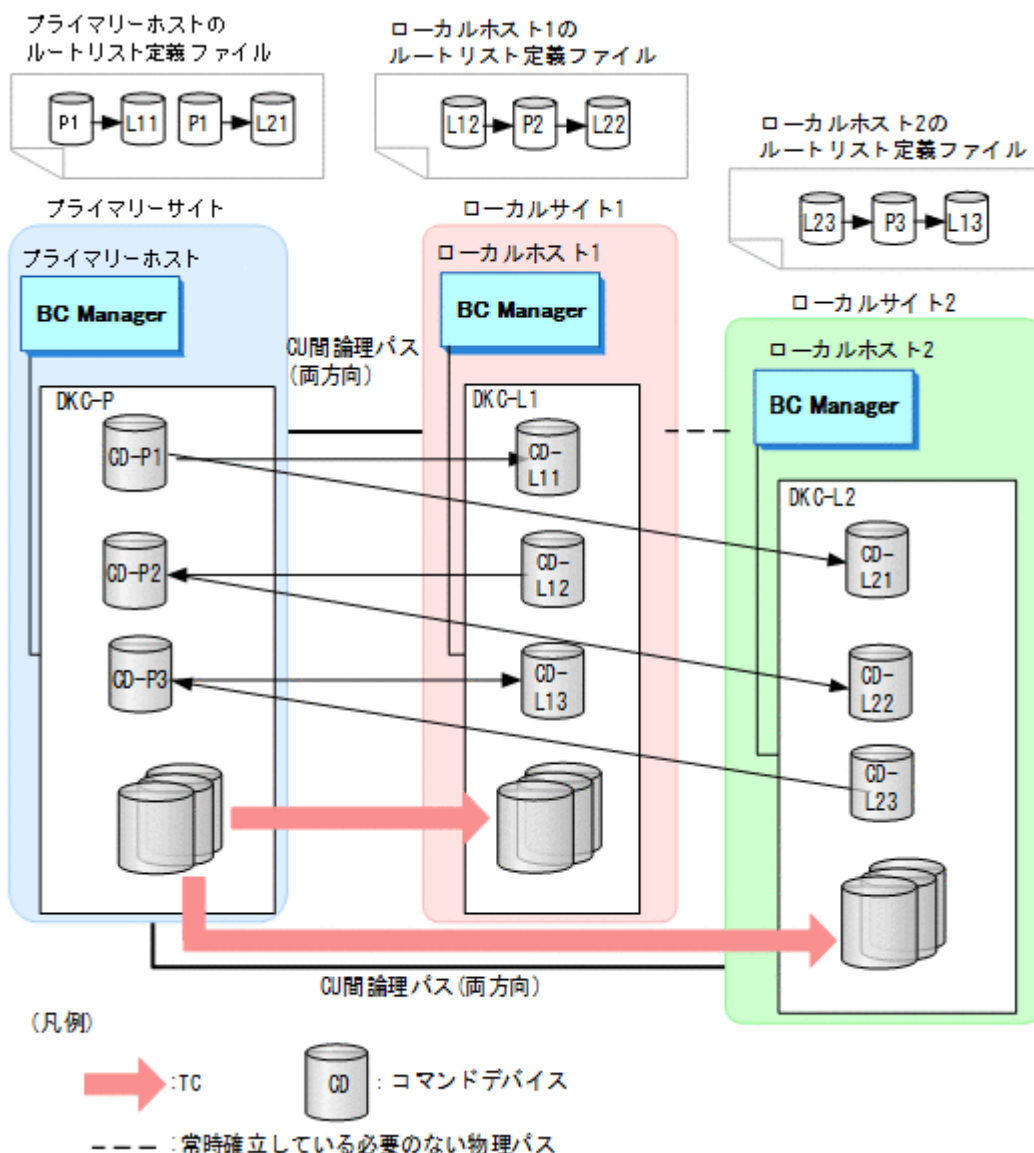 プライマリーホストの
ルートリスト定義ファイル
P1
L11
P1
L21
ローカルホスト1の
ルートリスト定義ファイル
L12
P2
L22
ローカルホスト2の
ルートリスト定義ファイル
L23
P3
L13
プライマリーサイト
プライマリーホスト
BC Manager
ローカルサイト1
ローカルホスト1
BC Manager
ローカルサイト2
ローカルホスト2
BC Manager
CU間論理パス
(両方向)
DKC-P
CD-P1
CD-P2
CD-P3
DKC-L1
CD-
L11
CD-
L12
CD-
L13
DKC-L2
CD-
L21
CD-
L22
CD-
L23
CU間論理パス(両方向)
(凡例)
:TC
CD
: コマンドデバイス
:常時確立している必要のない物理パス